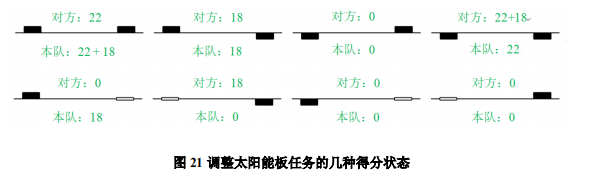 对方：22 对方：18 对方：0 对方：22+18
本队：22+18 本队：18 本队：0 本队：22
对方：0 对方：18 对方：0 对方：0
本队：18 本队：0 本队：0 本队：0
图 21 调整太阳能板任务的几种得分状态